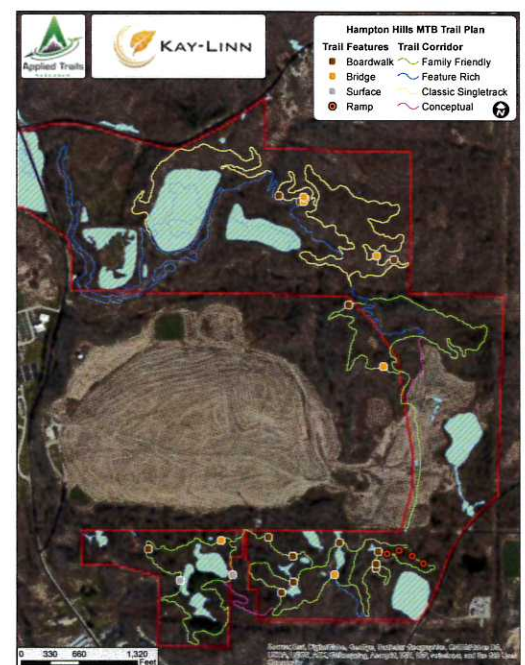 Applied Trails
RESEARCH
KAY-LINN
Hampton Hills MTB Trail Plan
Trail Features Trail Corridor
Boardwalk Family Friendly
Bridge Feature Rich
Surface Classic Singletrack
Ramp Conceptual
N
0 330 660 1,320
Feet